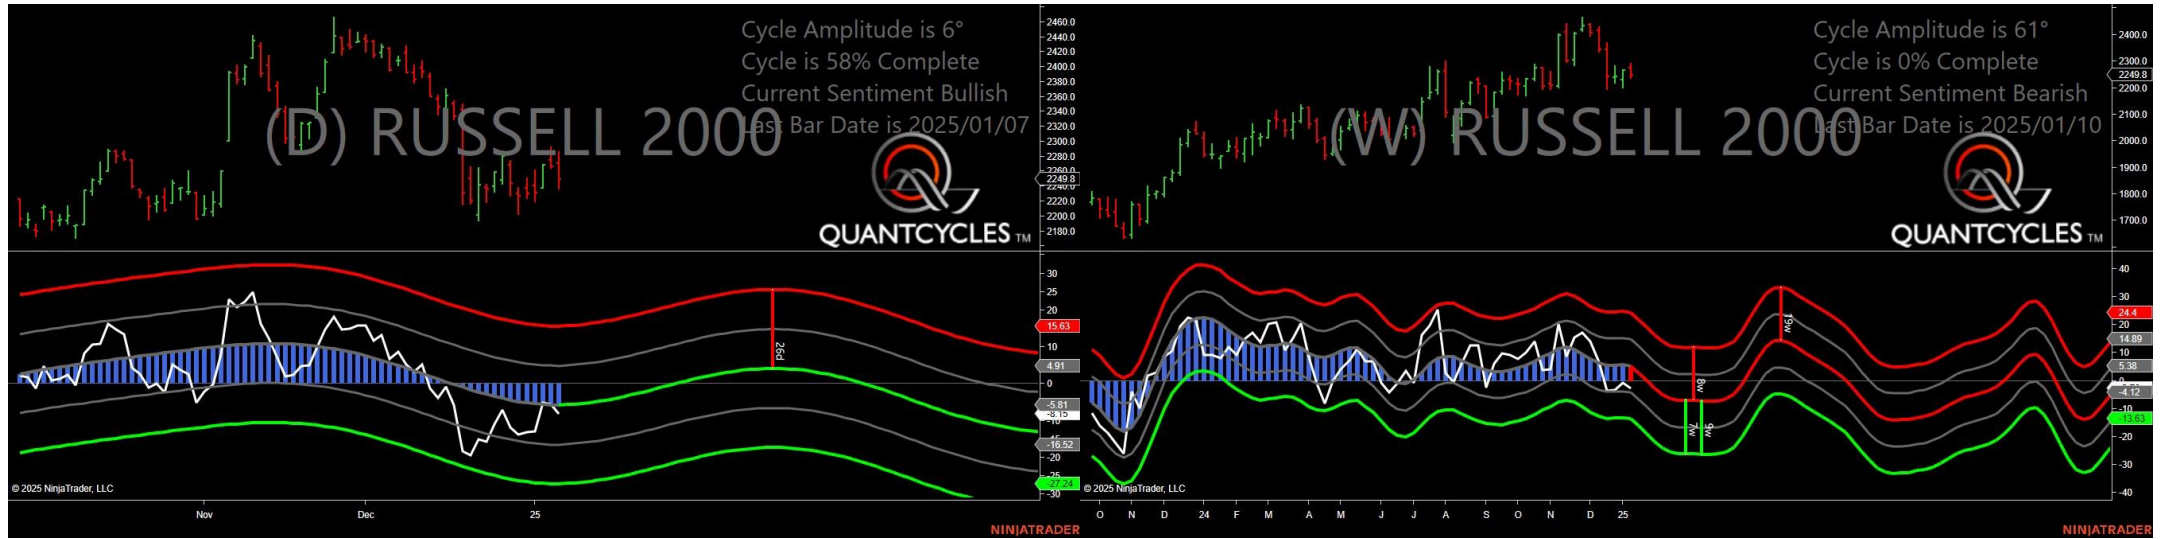 Cycle Amplitude is 6°
Cycle is 58% Complete
Current Sentiment Bullish
Last Bar Date is 2025/01/07
(D) RUSSELL 2000
QUANTCYCLES TM
2460.0
2440.0
2420.0
2400.0
2380.0
2360.0
2340.0
2320.0
2300.0
2280.0
2260.0
2249.8
2240.0
2220.0
2200.0
2180.0
30
25
20
15.63
10
4.91
0
-5.81
-8.15
-10
-16.52
-20
-25
-27.24
-30
26d
© 2025 NinjaTrader, LLC
Nov
Dec
25
NINJATRADER
Cycle Amplitude is 61°
Cycle is 0% Complete
Current Sentiment Bearish
Last Bar Date is 2025/01/10
(W) RUSSELL 2000
QUANTCYCLES TM
2400.0
2300.0
2249.8
2200.0
2100.0
2000.0
1900.0
1800.0
1700.0
40
30
24.4
20
14.89
10
5.38
0
-4.12
-10
-13.63
-20
-30
-40
19w
8w
7w
9w
© 2025 NinjaTrader, LLC
O N D 24 F M A M J J A S O N D 25
NINJATRADER